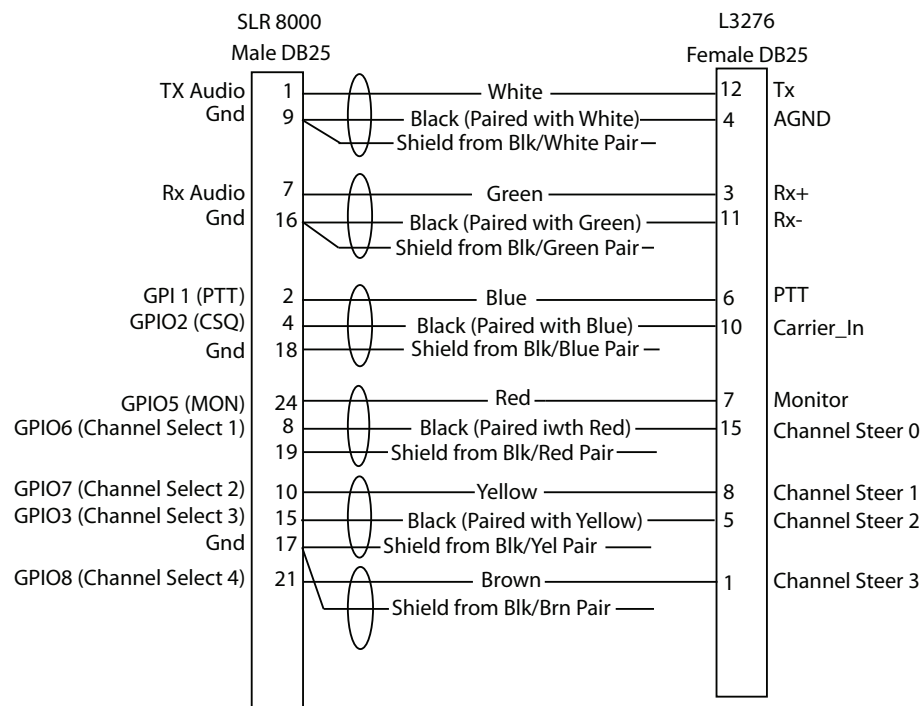 SLR 8000 L3276
Male DB25 Female DB25
TX Audio 1 White 12 Tx
Gnd 9 Black (Paired with White) 4 AGND
Shield from Blk/White Pair
Rx Audio 7 Green 3 Rx+
Gnd 16 Black (Paired with Green) 11 Rx-
Shield from Blk/Green Pair
GPI 1 (PTT) 2 Blue 6 PTT
GPIO2 (CSQ) 4 Black (Paired with Blue) 10 Carrier_In
Gnd 18 Shield from Blk/Blue Pair
GPIO5 (MON) 24 Red 7 Monitor
GPIO6 (Channel Select 1) 8 Black (Paired iwth Red) 15 Channel Steer 0
19 Shield from Blk/Red Pair
GPIO7 (Channel Select 2) 10 Yellow 8 Channel Steer 1
GPIO3 (Channel Select 3) 15 Black (Paired with Yellow) 5 Channel Steer 2
Gnd 17 Shield from Blk/Yel Pair
GPIO8 (Channel Select 4) 21 Brown 1 Channel Steer 3
Shield from Blk/Brn Pair